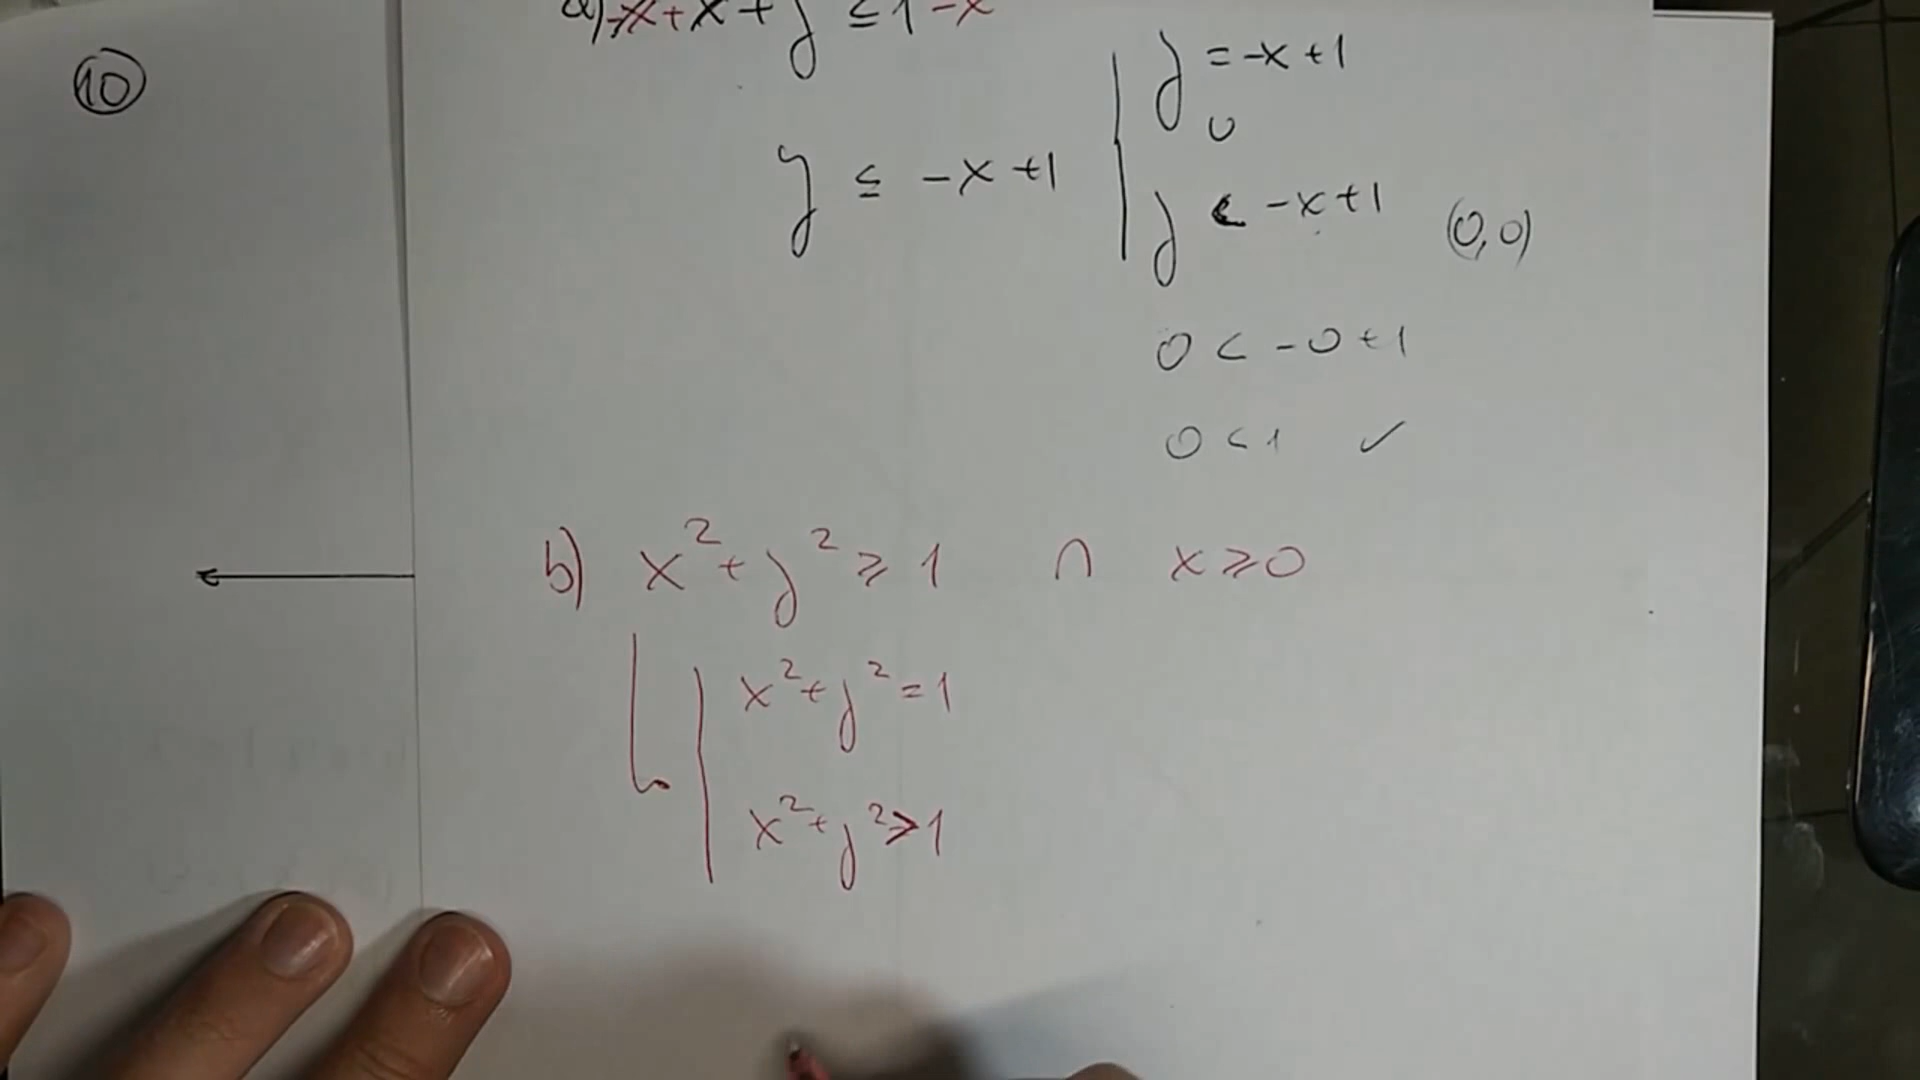 10
a) -x + x + y ≤ 1 - x
y ≤ -x + 1
y = -x + 1
U
y < -x + 1 (0,0)
0 < -0 + 1
0 < 1 ✓
b) x² + y² ≥ 1 ∩ x ≥ 0
x² + y² = 1
x² + y² > 1